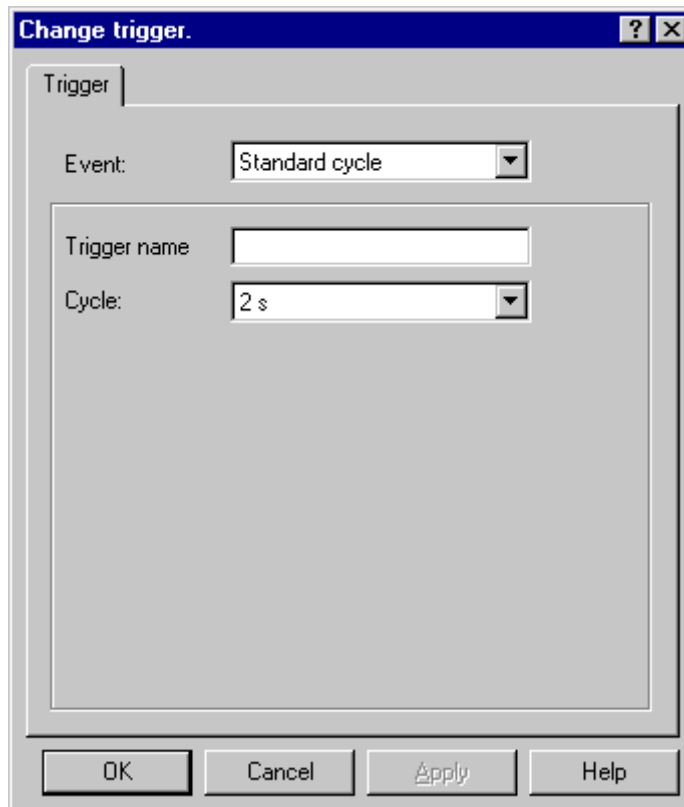 Change trigger.
Trigger
Event: Standard cycle
Trigger name
Cycle: 2 s
OK Cancel Apply Help